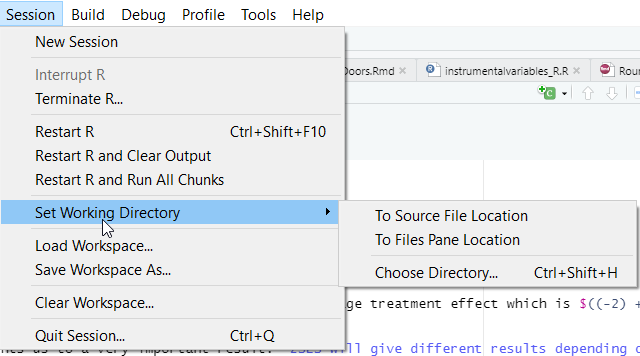 Session Build Debug Profile Tools Help
New Session
Interrupt R
Terminate R...
Doors.Rmd × instrumentalvariables_R.R ×
Restart R Ctrl+Shift+F10
Restart R and Clear Output
Restart R and Run All Chunks
Set Working Directory
To Source File Location
To Files Pane Location
Choose Directory... Ctrl+Shift+H
Load Workspace...
Save Workspace As...
Clear Workspace...
ge treatment effect which is $((-2) +
Quit Session... Ctrl+Q
will give different results depending